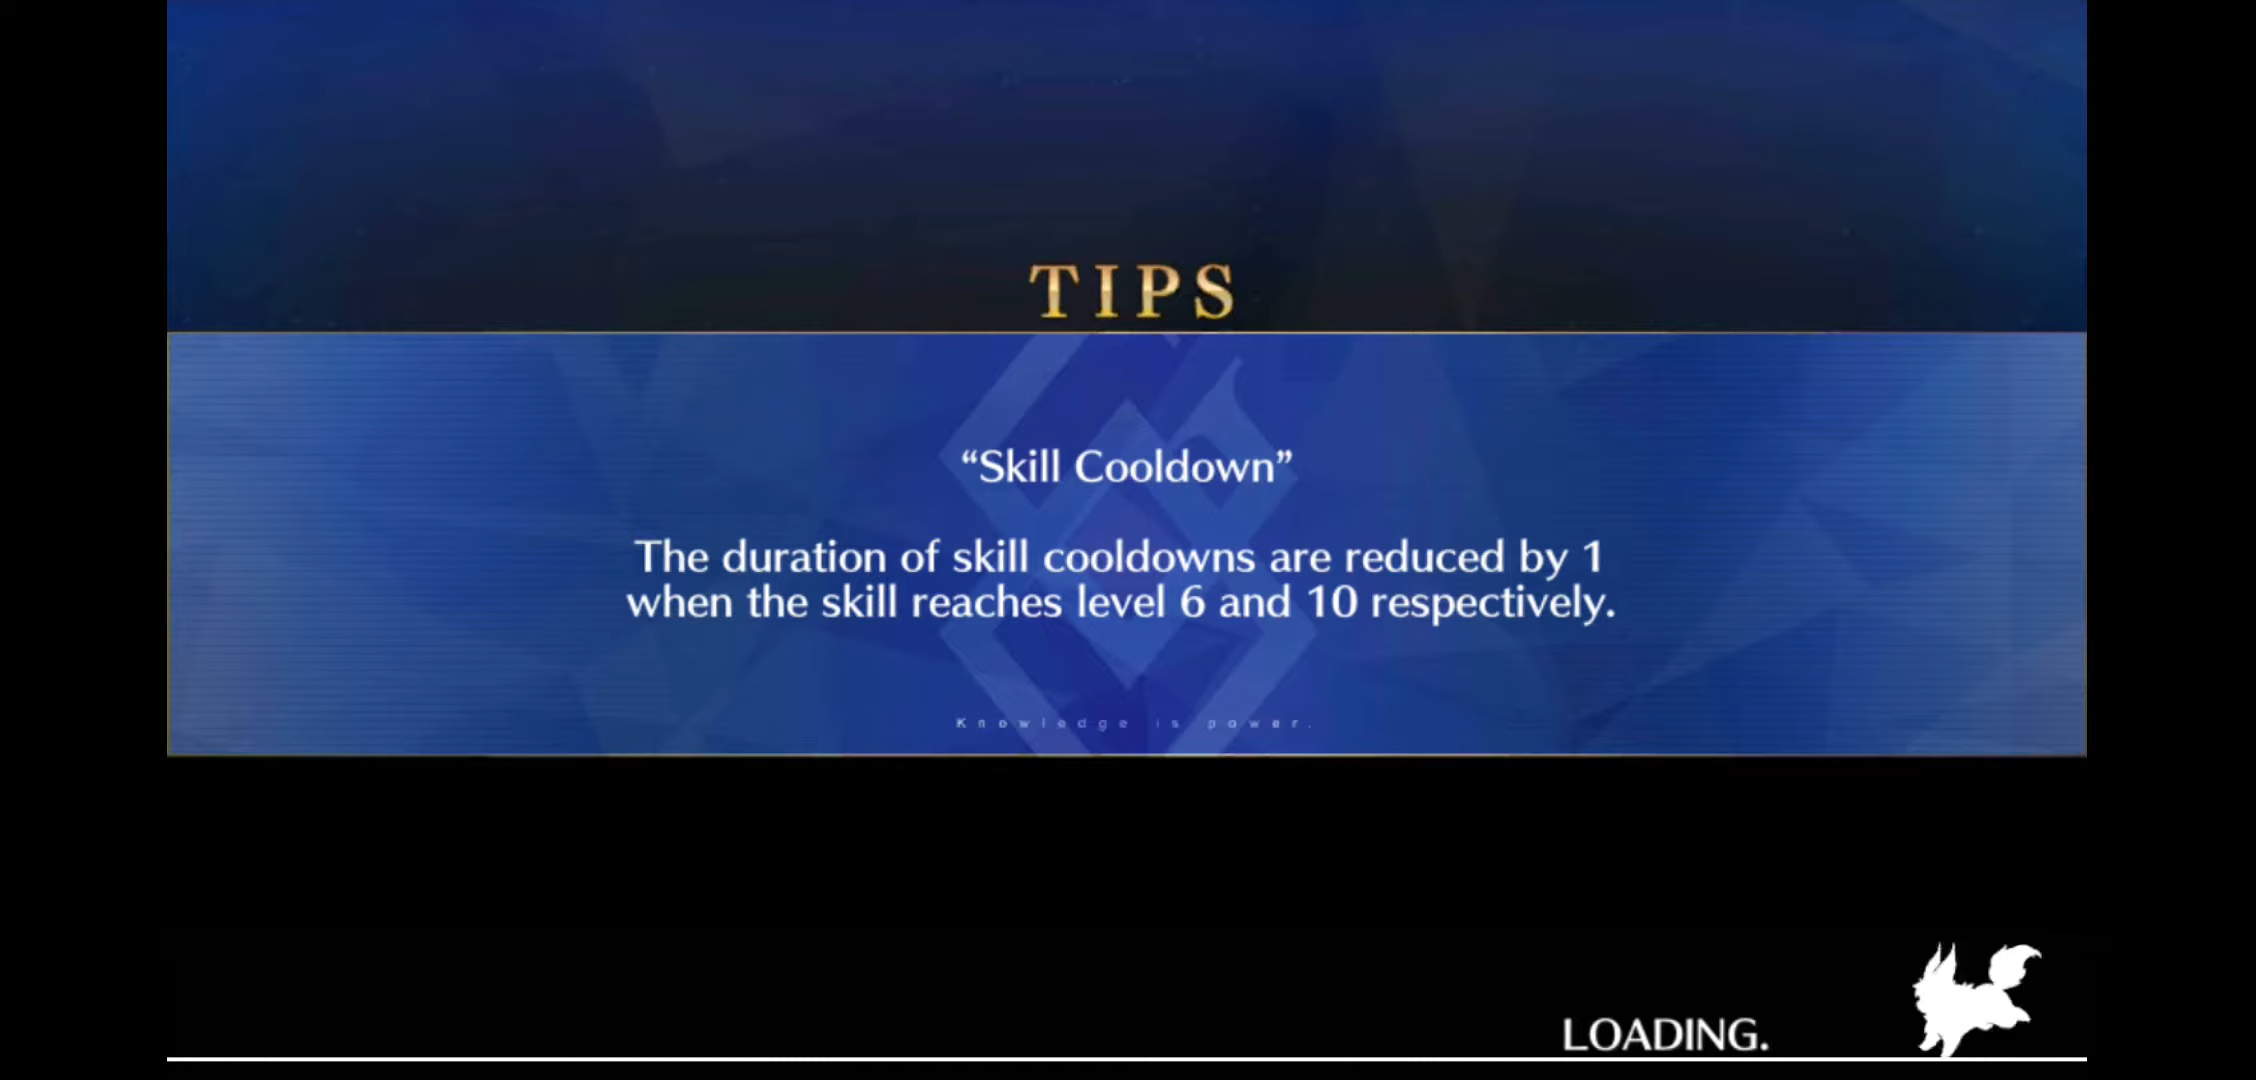 TIPS
“Skill Cooldown”
The duration of skill cooldowns are reduced by 1
when the skill reaches level 6 and 10 respectively.
Knowledge is power.
LOADING.